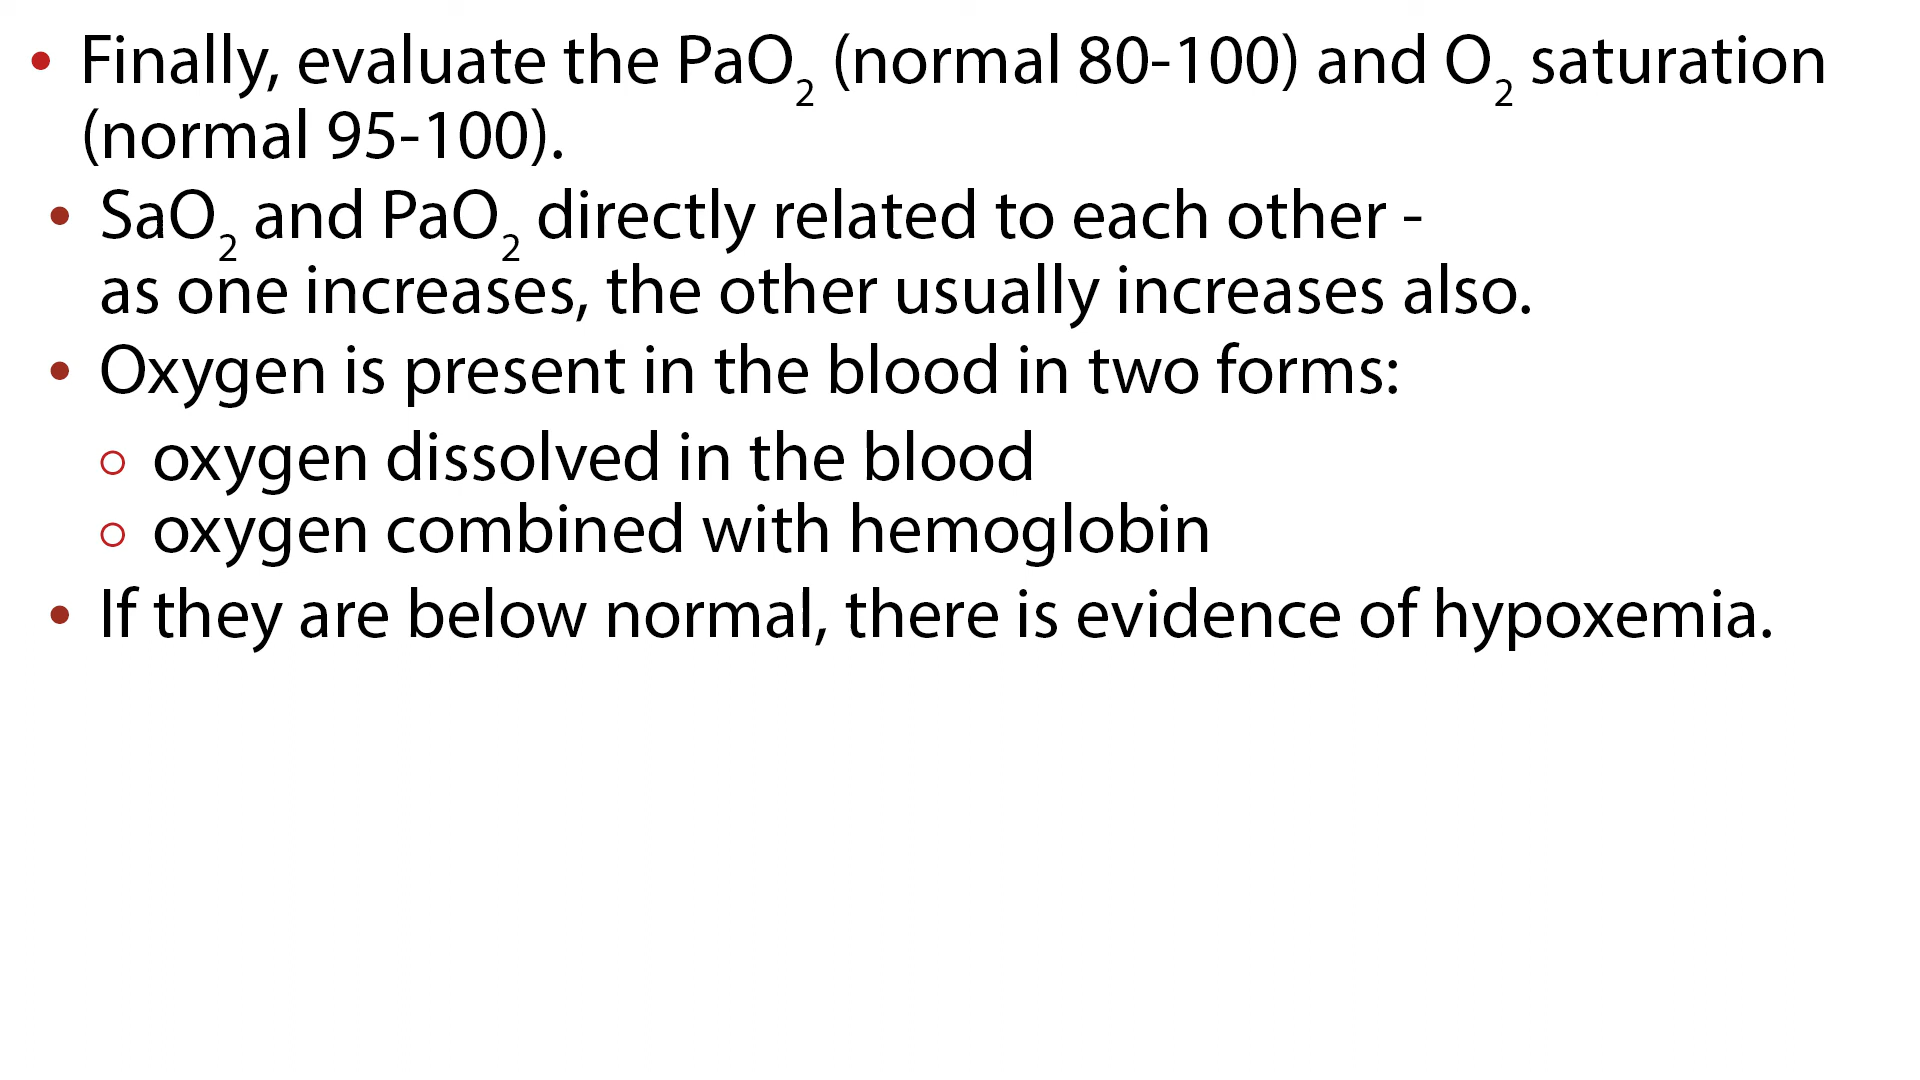 • Finally, evaluate the PaO₂ (normal 80-100) and O₂ saturation
(normal 95-100).
• SaO₂ and PaO₂ directly related to each other -
as one increases, the other usually increases also.
• Oxygen is present in the blood in two forms:
○ oxygen dissolved in the blood
○ oxygen combined with hemoglobin
• If they are below normal, there is evidence of hypoxemia.